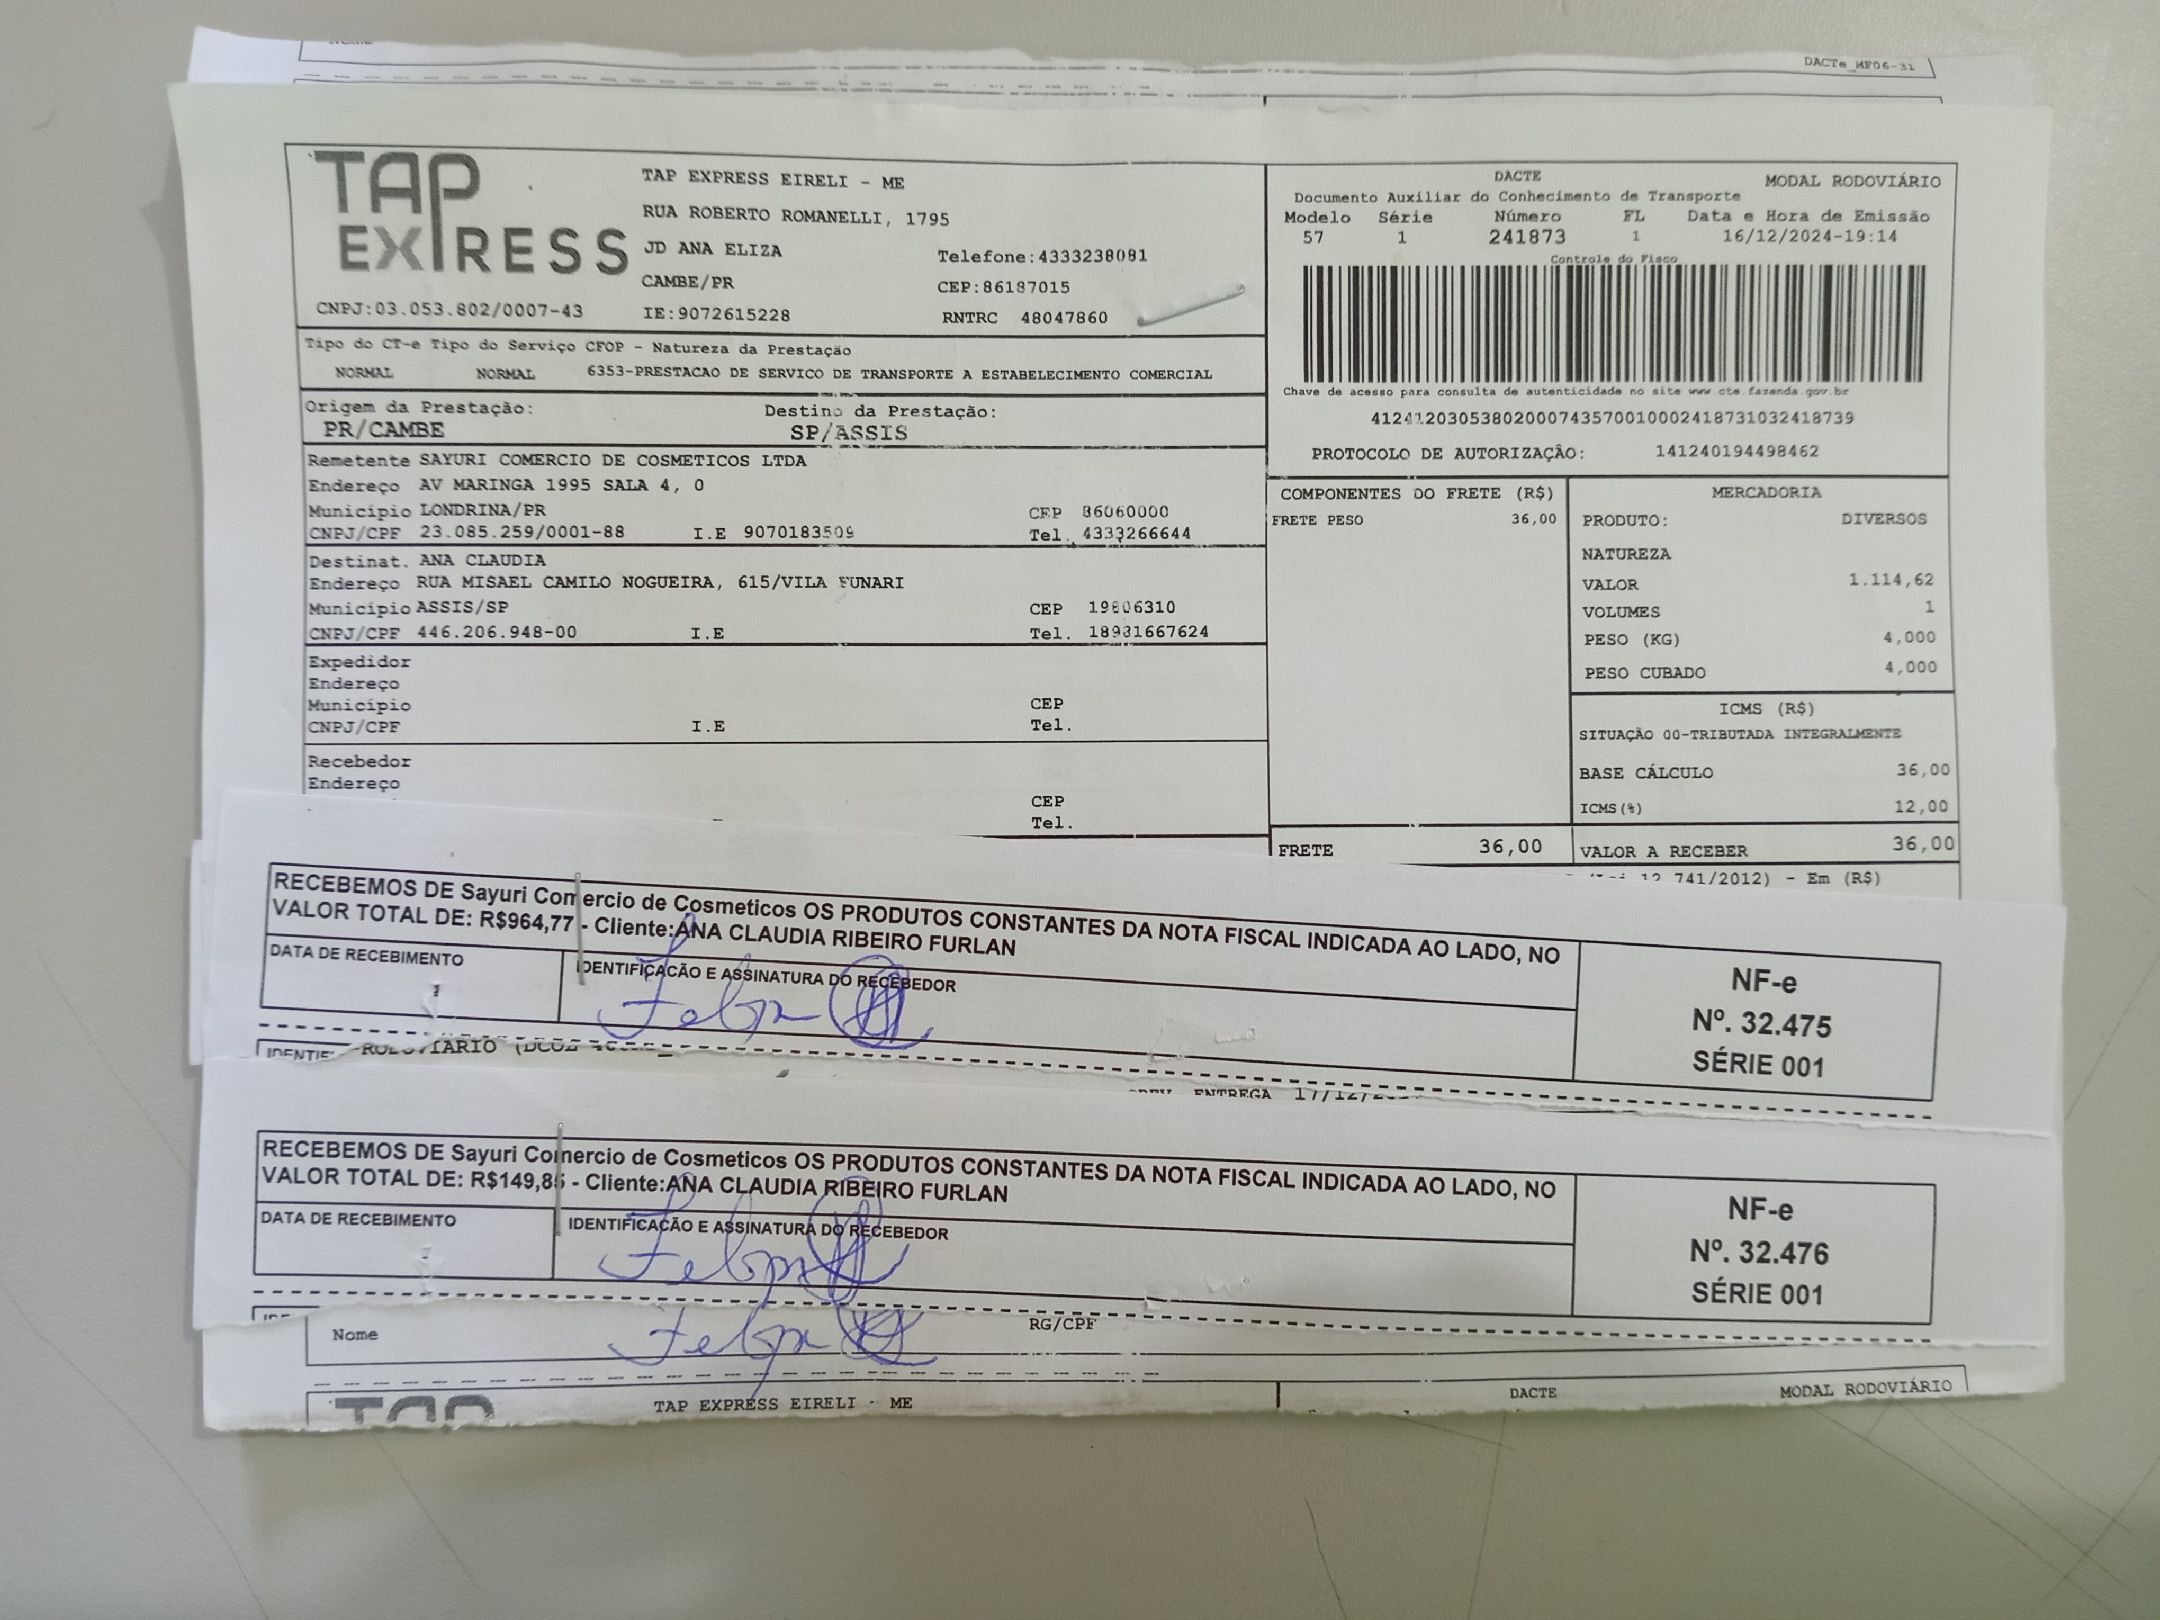 DACTe_MF06-31
TAP
EXPRESS
CNPJ:03.053.802/0007-43
TAP EXPRESS EIRELI - ME
RUA ROBERTO ROMANELLI, 1795
JD ANA ELIZA
Telefone:4333238081
CAMBE/PR
CEP:86187015
IE:9072615228
RNTRC 48047860
DACTE
MODAL RODOVIÁRIO
Documento Auxiliar do Conhecimento de Transporte
Modelo Série Número FL Data e Hora de Emissão
57 1 241873 1 16/12/2024-19:14
Controle do Fisco
Chave de acesso para consulta de autenticidade no site www.cte.fazenda.gov.br
41241203053802000743570010002418731032418739
PROTOCOLO DE AUTORIZAÇÂO: 141240194498462
Tipo do CT-e Tipo do Serviço CFOP - Natureza da Prestação
NORMAL NORMAL 6353-PRESTACAO DE SERVICO DE TRANSPORTE A ESTABELECIMENTO COMERCIAL
Origem da Prestação: Destino da Prestação:
PR/CAMBE SP/ASSIS
Remetente SAYURI COMERCIO DE COSMETICOS LTDA
Endereço AV MARINGA 1995 SALA 4, 0
Município LONDRINA/PR CEP 86060000
CNPJ/CPF 23.085.259/0001-88 I.E 9070183509 Tel. 4333266644
Destinat. ANA CLAUDIA
Endereço RUA MISAEL CAMILO NOGUEIRA, 615/VILA FUNARI
Município ASSIS/SP CEP 19806310
CNPJ/CPF 446.206.948-00 I.E Tel. 18981667624
Expedidor
Endereço
Município CEP
CNPJ/CPF I.E Tel.
Recebedor
Endereço
CEP
Tel.
COMPONENTES DO FRETE (R$)
FRETE PESO 36,00
MERCADORIA
PRODUTO: DIVERSOS
NATUREZA
VALOR 1.114,62
VOLUMES 1
PESO (KG) 4,000
PESO CUBADO 4,000
ICMS (R$)
SITUAÇÃO 00-TRIBUTADA INTEGRALMENTE
BASE CÁLCULO 36,00
ICMS(%) 12,00
FRETE 36,00
VALOR A RECEBER 36,00
12 741/2012) - Em (R$)
RECEBEMOS DE Sayuri Comercio de Cosmeticos OS PRODUTOS CONSTANTES DA NOTA FISCAL INDICADA AO LADO, NO
VALOR TOTAL DE: R$964,77 - Cliente:ANA CLAUDIA RIBEIRO FURLAN
DATA DE RECEBIMENTO
IDENTIFICAÇÃO E ASSINATURA DO RECEBEDOR
NF-e
Nº. 32.475
SÉRIE 001
ENTREGA 17/12/
RECEBEMOS DE Sayuri Comercio de Cosmeticos OS PRODUTOS CONSTANTES DA NOTA FISCAL INDICADA AO LADO, NO
VALOR TOTAL DE: R$149,85 - Cliente:ANA CLAUDIA RIBEIRO FURLAN
DATA DE RECEBIMENTO
IDENTIFICAÇÃO E ASSINATURA DO RECEBEDOR
NF-e
Nº. 32.476
SÉRIE 001
Nome
RG/CPF
TAP
TAP EXPRESS EIRELI - ME
DACTE
MODAL RODOVIÁRIO